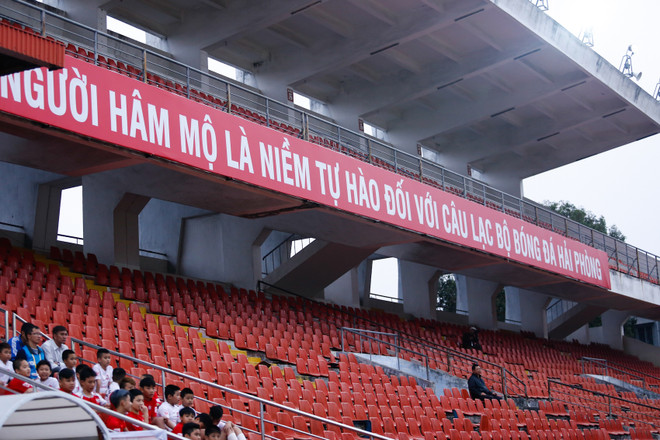 NGƯỜI HÂM MỘ LÀ NIỀM TỰ HÀO ĐỐI VỚI CÂU LẠC BỘ BÓNG ĐÁ HẢI PHÒNG